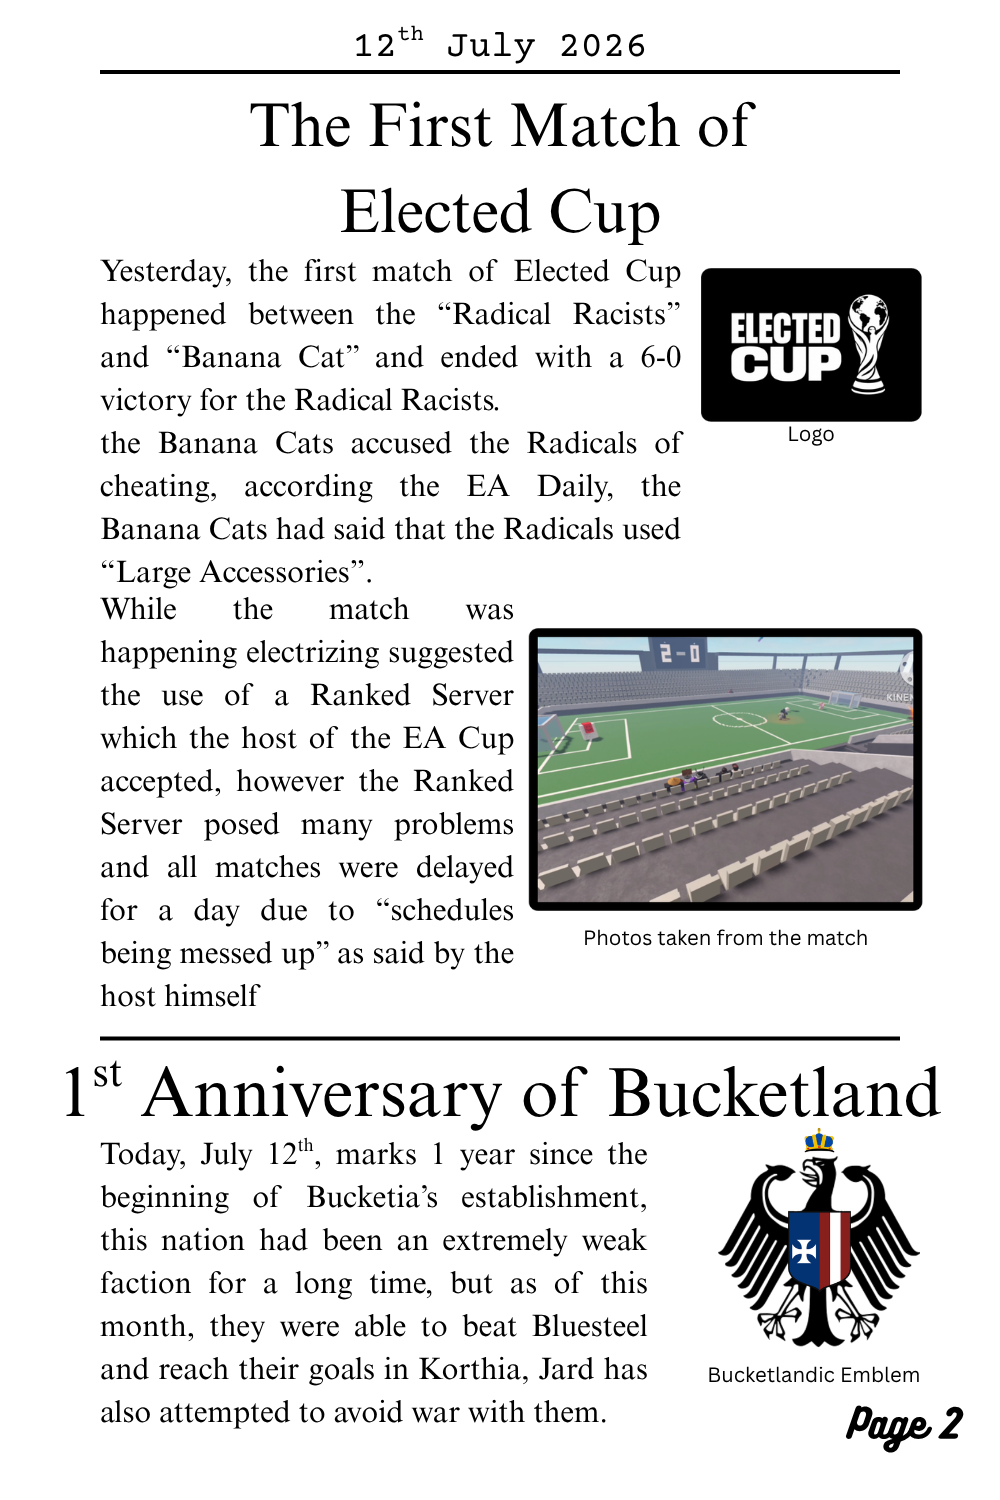 12th July 2026
The First Match of
Elected Cup
Yesterday, the first match of Elected Cup
happened between the “Radical Racists”
and “Banana Cat” and ended with a 6-0
victory for the Radical Racists.
the Banana Cats accused the Radicals of
cheating, according the EA Daily, the
Banana Cats had said that the Radicals used
“Large Accessories”.
ELECTED
CUP
Logo
While the match was
happening electrizing suggested
the use of a Ranked Server
which the host of the EA Cup
accepted, however the Ranked
Server posed many problems
and all matches were delayed
for a day due to “schedules
being messed up” as said by the
host himself
2-0
Photos taken from the match
1st Anniversary of Bucketland
Today, July 12th, marks 1 year since the
beginning of Bucketia’s establishment,
this nation had been an extremely weak
faction for a long time, but as of this
month, they were able to beat Bluesteel
and reach their goals in Korthia, Jard has
also attempted to avoid war with them.
Bucketlandic Emblem
Page 2